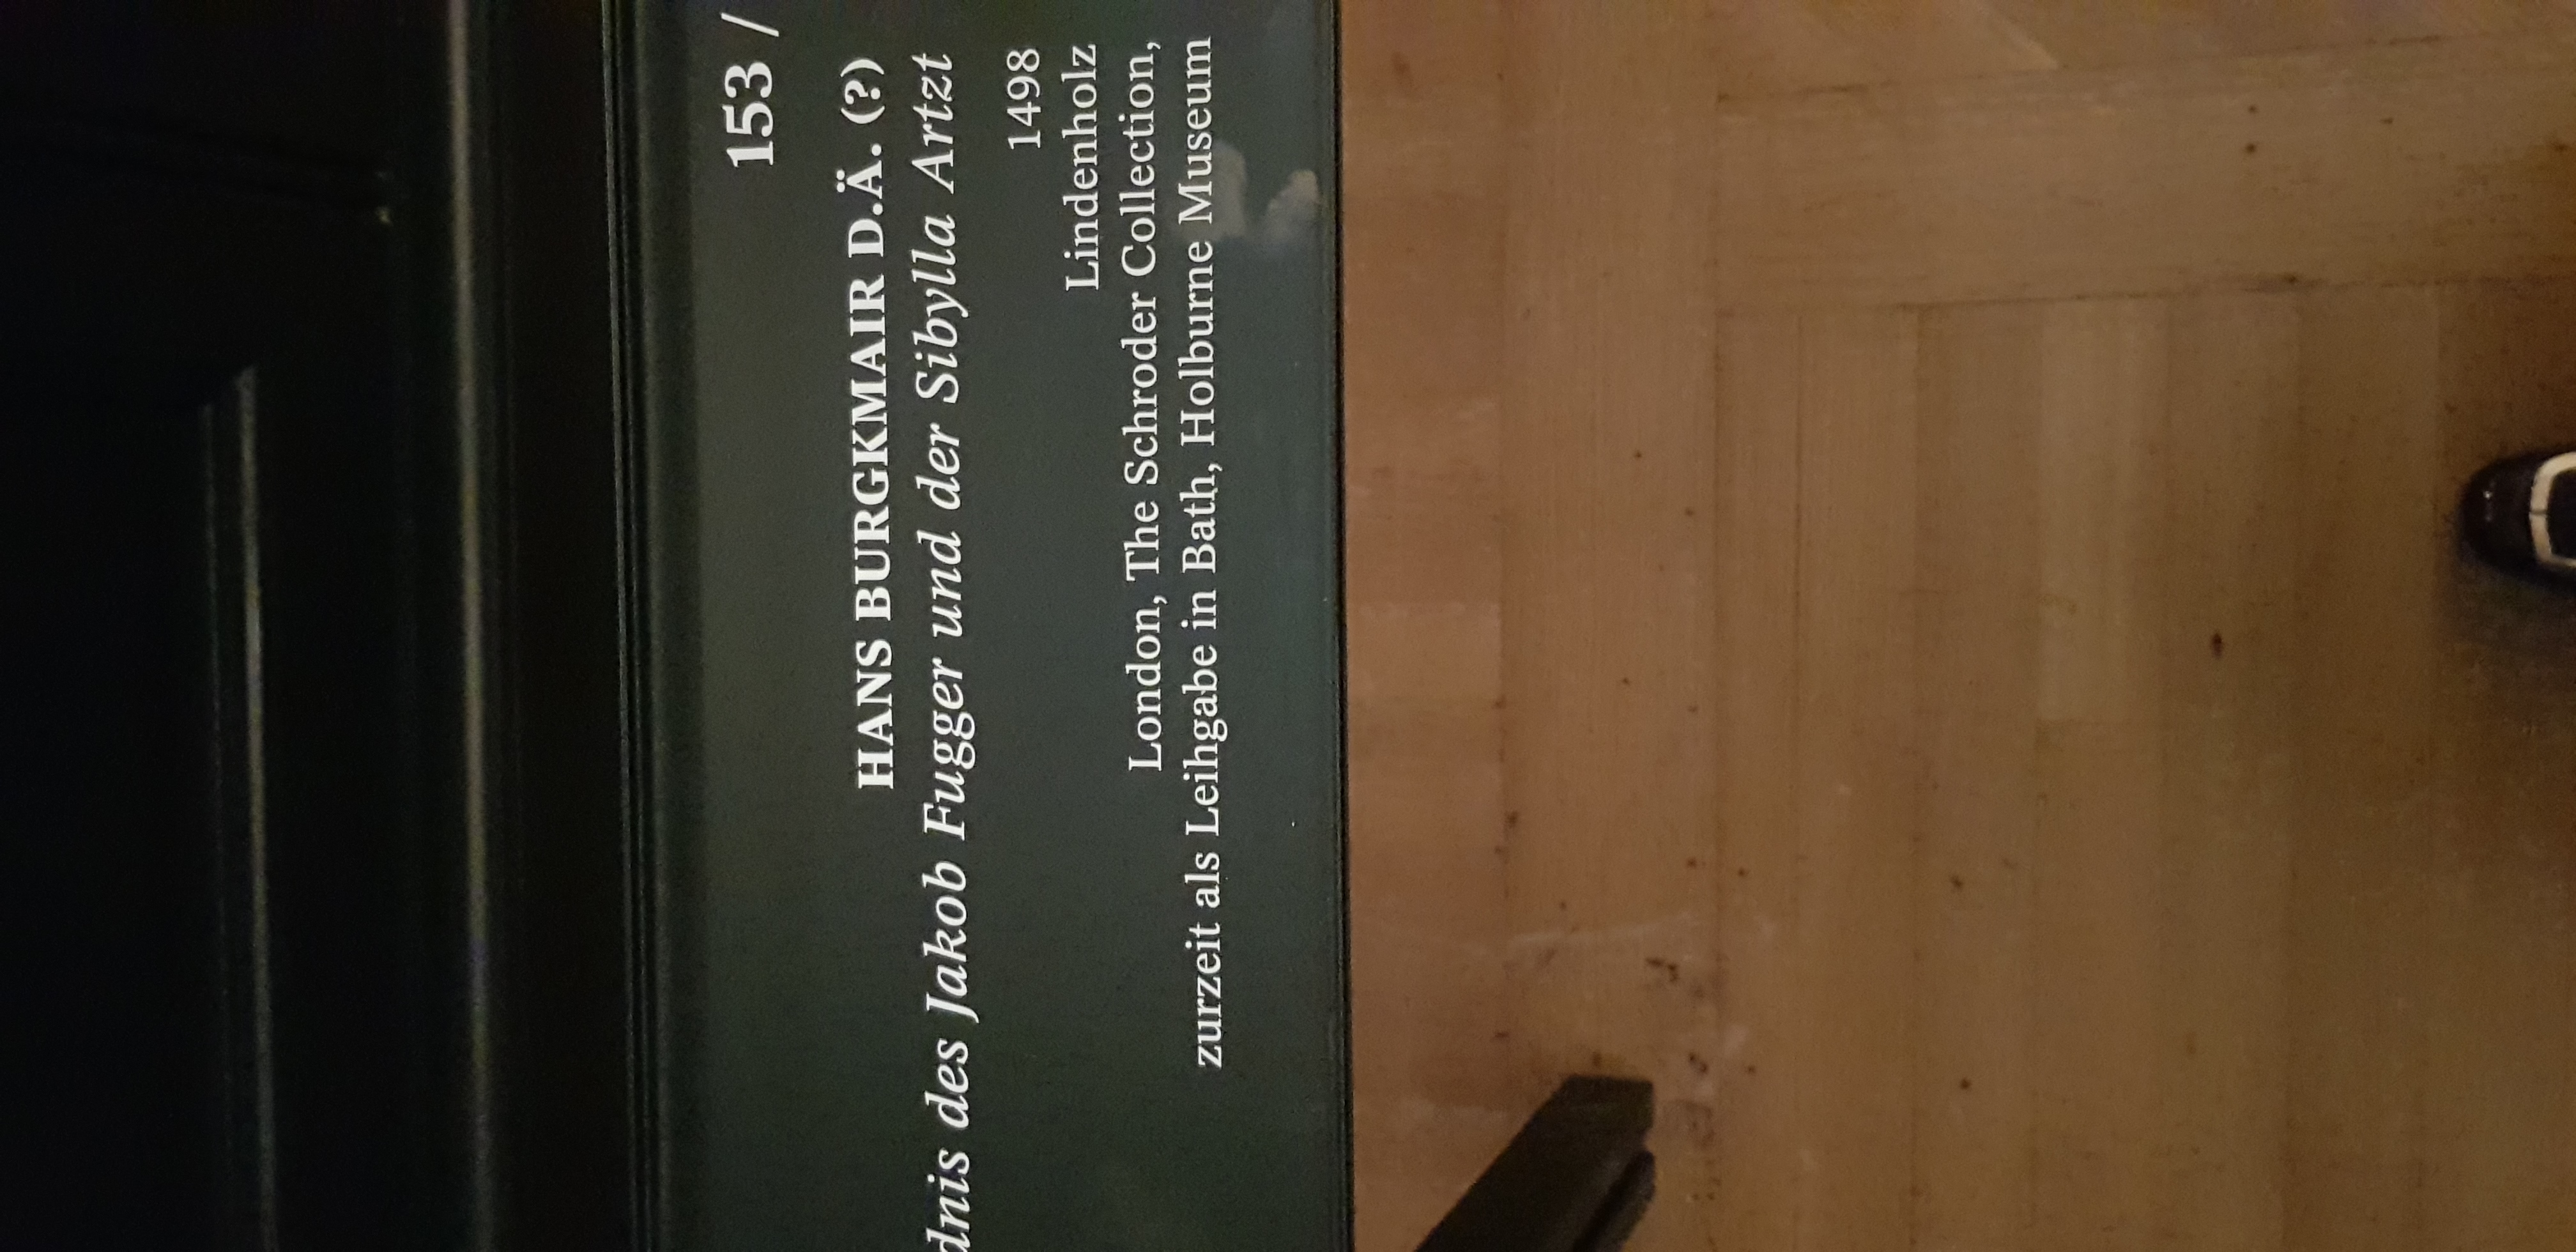 153 /
HANS BURGKMAIR D.Ä. (?)
dnis des Jakob Fugger und der Sibylla Artzt
1498
Lindenholz
London, The Schroder Collection,
zurzeit als Leihgabe in Bath, Holburne Museum